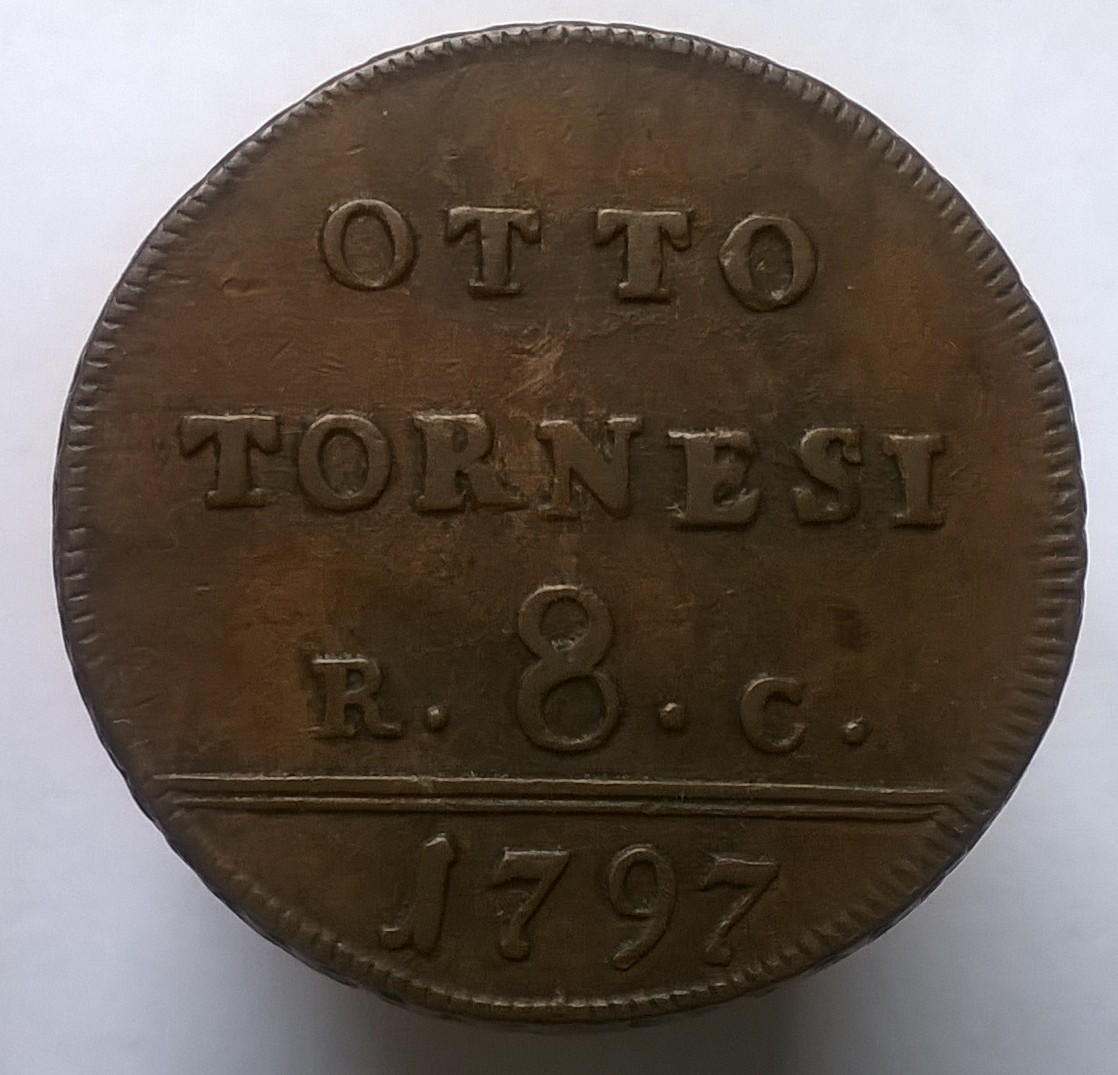 OTTO
TORNESI
R. 8 . C.
1797